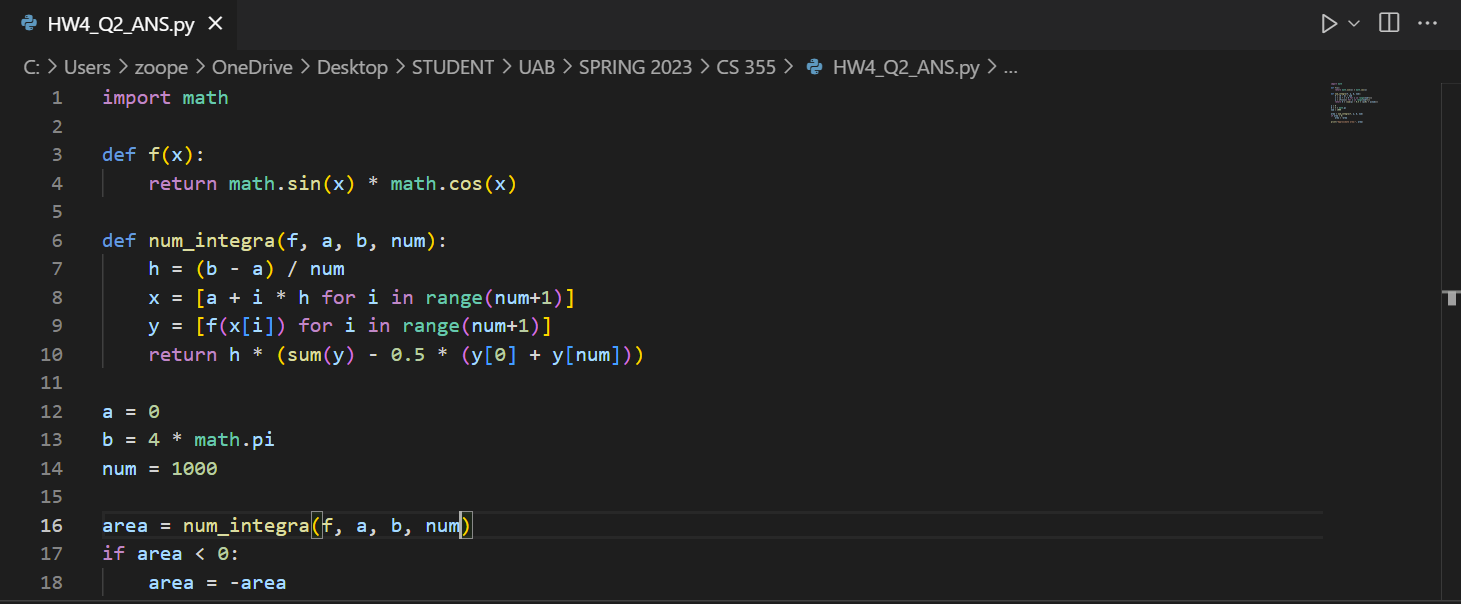 HW4_Q2_ANS.py
C: > Users > zoope > OneDrive > Desktop > STUDENT > UAB > SPRING 2023 > CS 355 > HW4_Q2_ANS.py > ...
1 import math
2
3 def f(x):
4     return math.sin(x) * math.cos(x)
5
6 def num_integra(f, a, b, num):
7     h = (b - a) / num
8     x = [a + i * h for i in range(num+1)]
9     y = [f(x[i]) for i in range(num+1)]
10     return h * (sum(y) - 0.5 * (y[0] + y[num]))
11
12 a = 0
13 b = 4 * math.pi
14 num = 1000
15
16 area = num_integra(f, a, b, num)
17 if area < 0:
18     area = -area